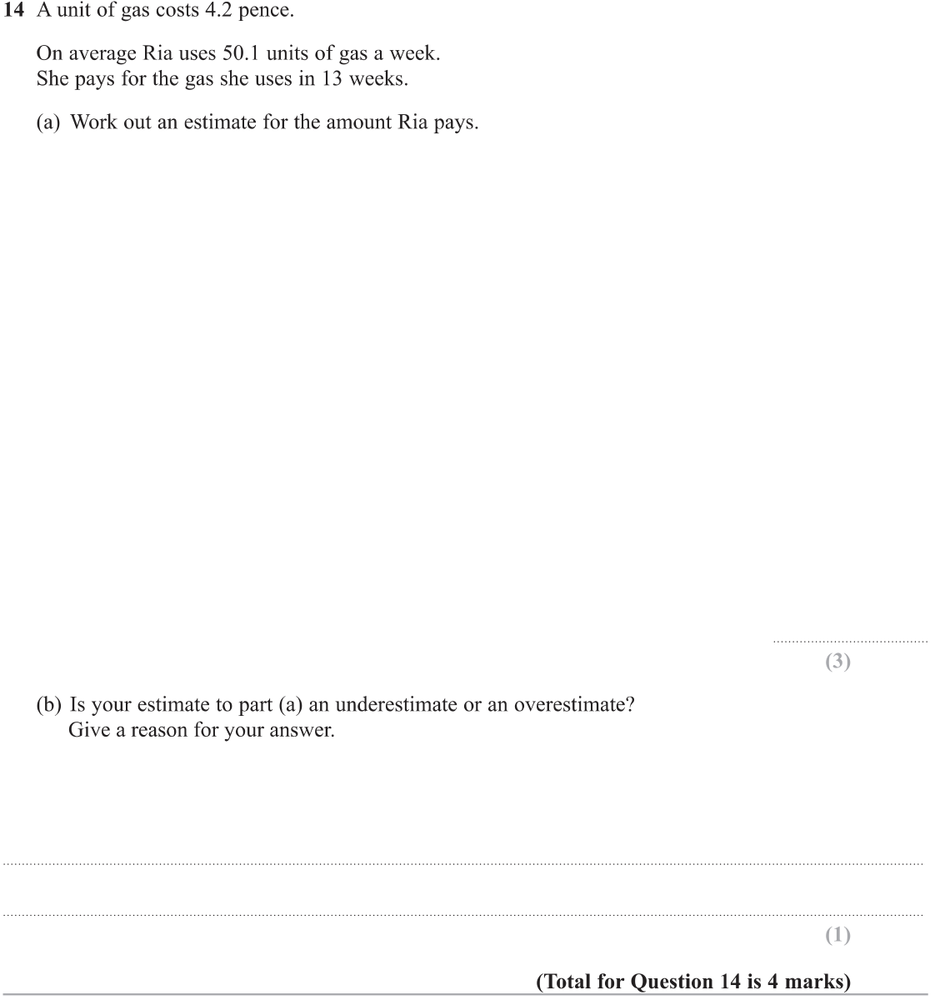 14 A unit of gas costs 4.2 pence.
On average Ria uses 50.1 units of gas a week.
She pays for the gas she uses in 13 weeks.
(a) Work out an estimate for the amount Ria pays.
(3)
(b) Is your estimate to part (a) an underestimate or an overestimate?
Give a reason for your answer.
(1)
(Total for Question 14 is 4 marks)